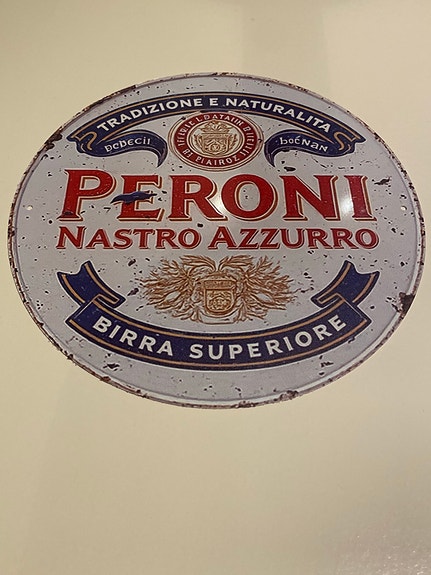 TRADIZIONE E NATURALITA
PERONI
NASTRO AZZURRO
BIRRA SUPERIORE